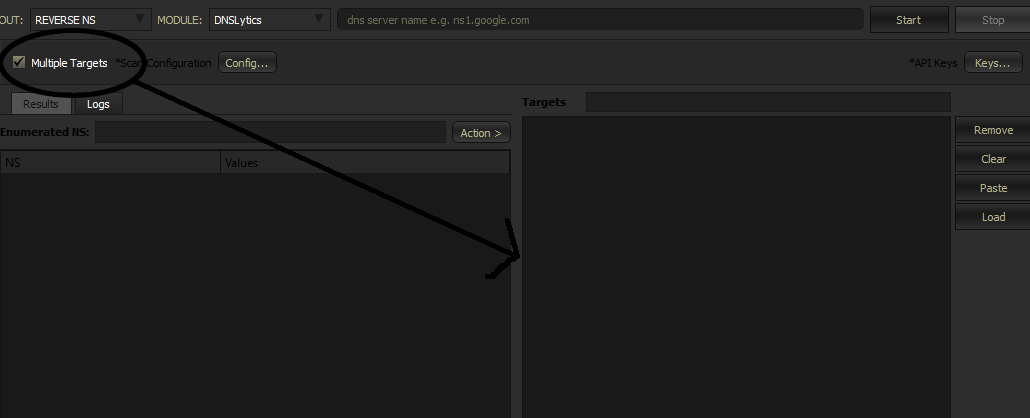 OUT: REVERSE NS MODULE: DNSLytics dns server name e.g. ns1.google.com Start Stop
Multiple Targets *Scan Configuration Config... *API Keys Keys...
Results Logs Targets
Enumerated NS: Action > Remove
NS Values Clear
Paste
Load